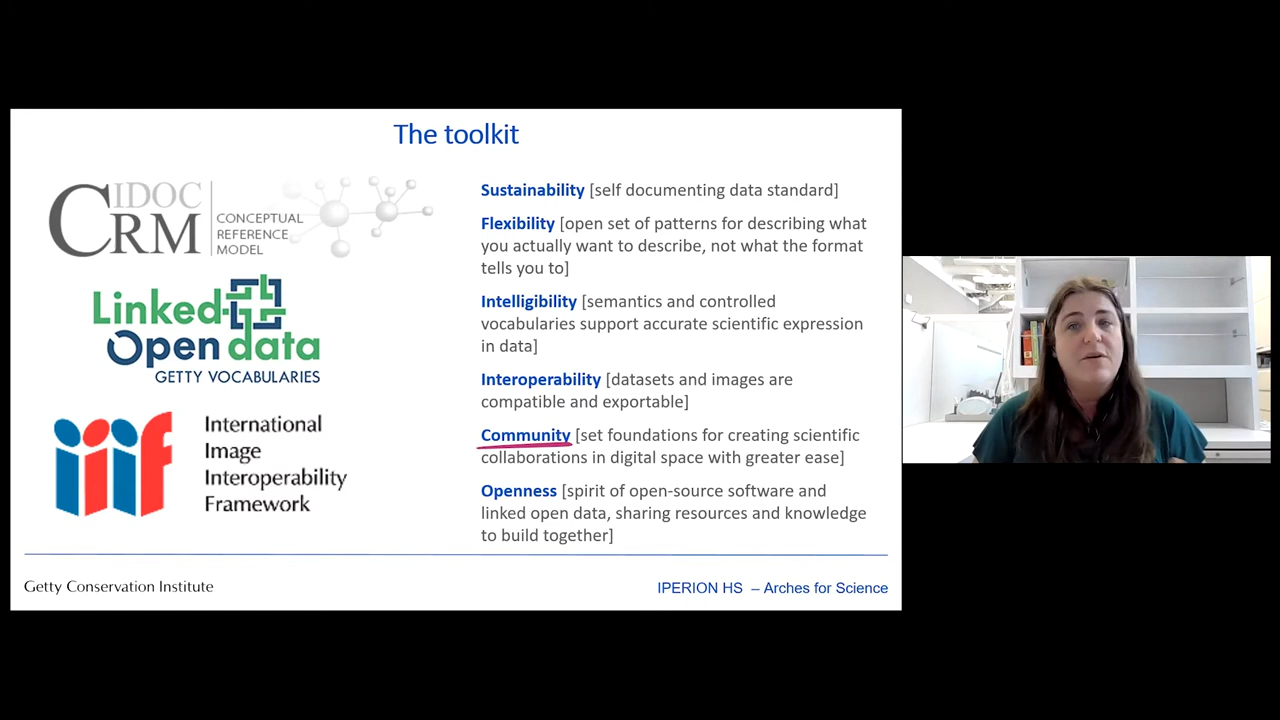 The toolkit
CIDOC
CRM
CONCEPTUAL
REFERENCE
MODEL
Linked
Open data
GETTY VOCABULARIES
iiif
International
Image
Interoperability
Framework
Sustainability [self documenting data standard]
Flexibility [open set of patterns for describing what
you actually want to describe, not what the format
tells you to]
Intelligibility [semantics and controlled
vocabularies support accurate scientific expression
in data]
Interoperability [datasets and images are
compatible and exportable]
Community [set foundations for creating scientific
collaborations in digital space with greater ease]
Openness [spirit of open-source software and
linked open data, sharing resources and knowledge
to build together]
Getty Conservation Institute
IPERION HS – Arches for Science